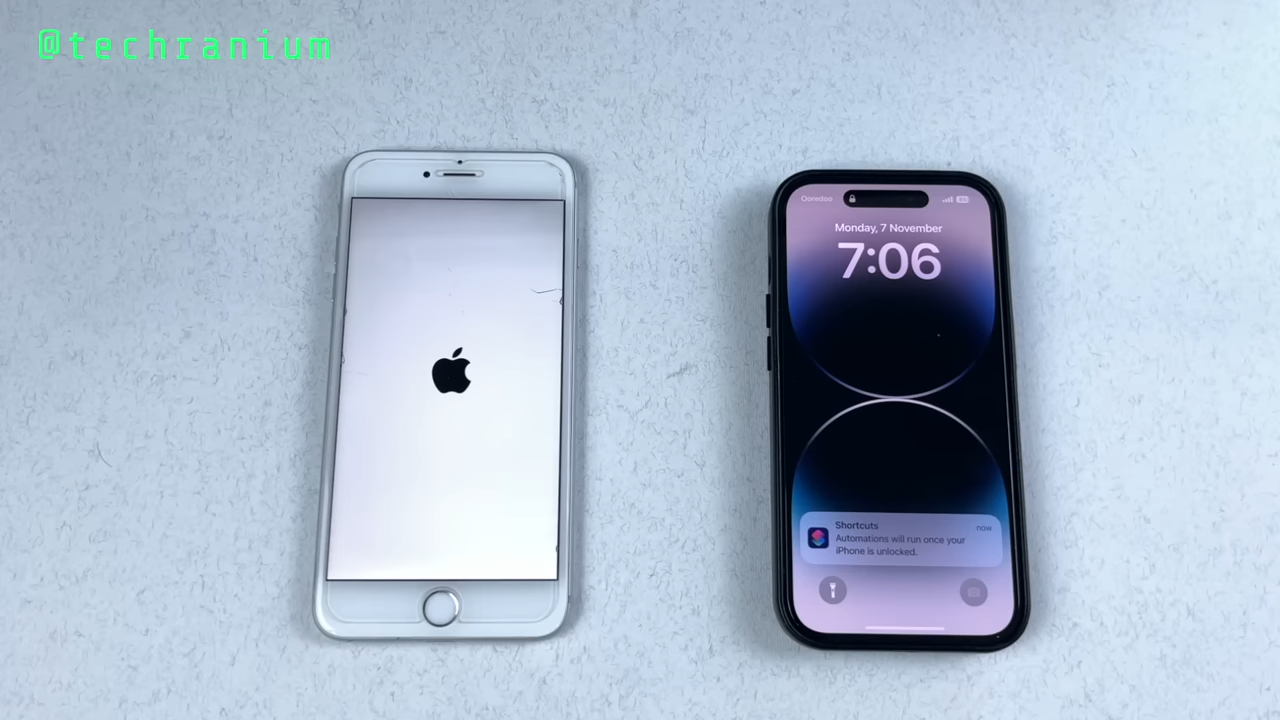 @techranium
Ooredoo
Monday, 7 November
7:06
Shortcuts
now
Automations will run once your
iPhone is unlocked.